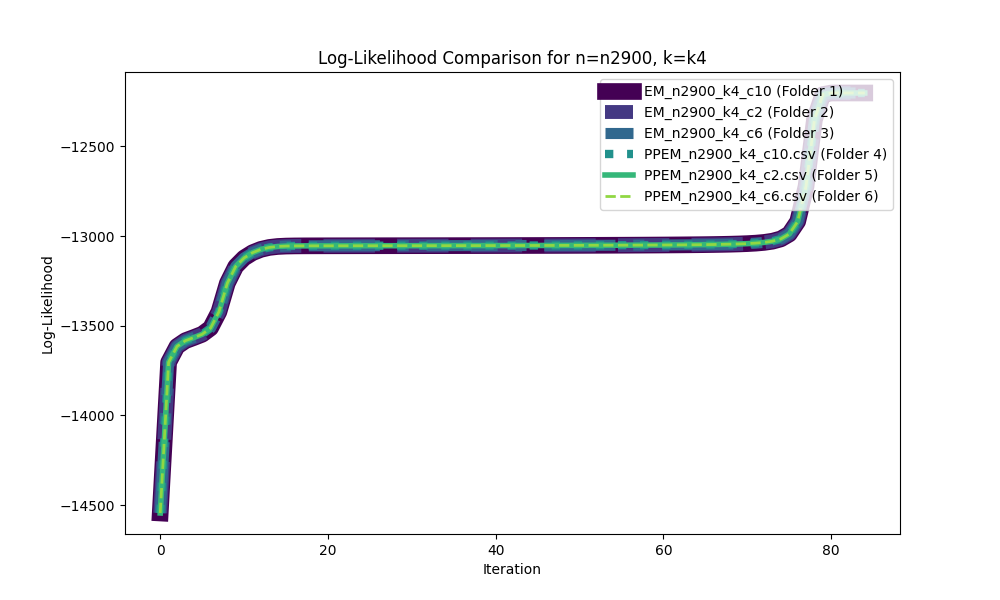 Log-Likelihood Comparison for n=n2900, k=k4
EM_n2900_k4_c10 (Folder 1)
EM_n2900_k4_c2 (Folder 2)
EM_n2900_k4_c6 (Folder 3)
PPEM_n2900_k4_c10.csv (Folder 4)
PPEM_n2900_k4_c2.csv (Folder 5)
PPEM_n2900_k4_c6.csv (Folder 6)
Log-Likelihood
−12500
−13000
−13500
−14000
−14500
0 20 40 60 80
Iteration